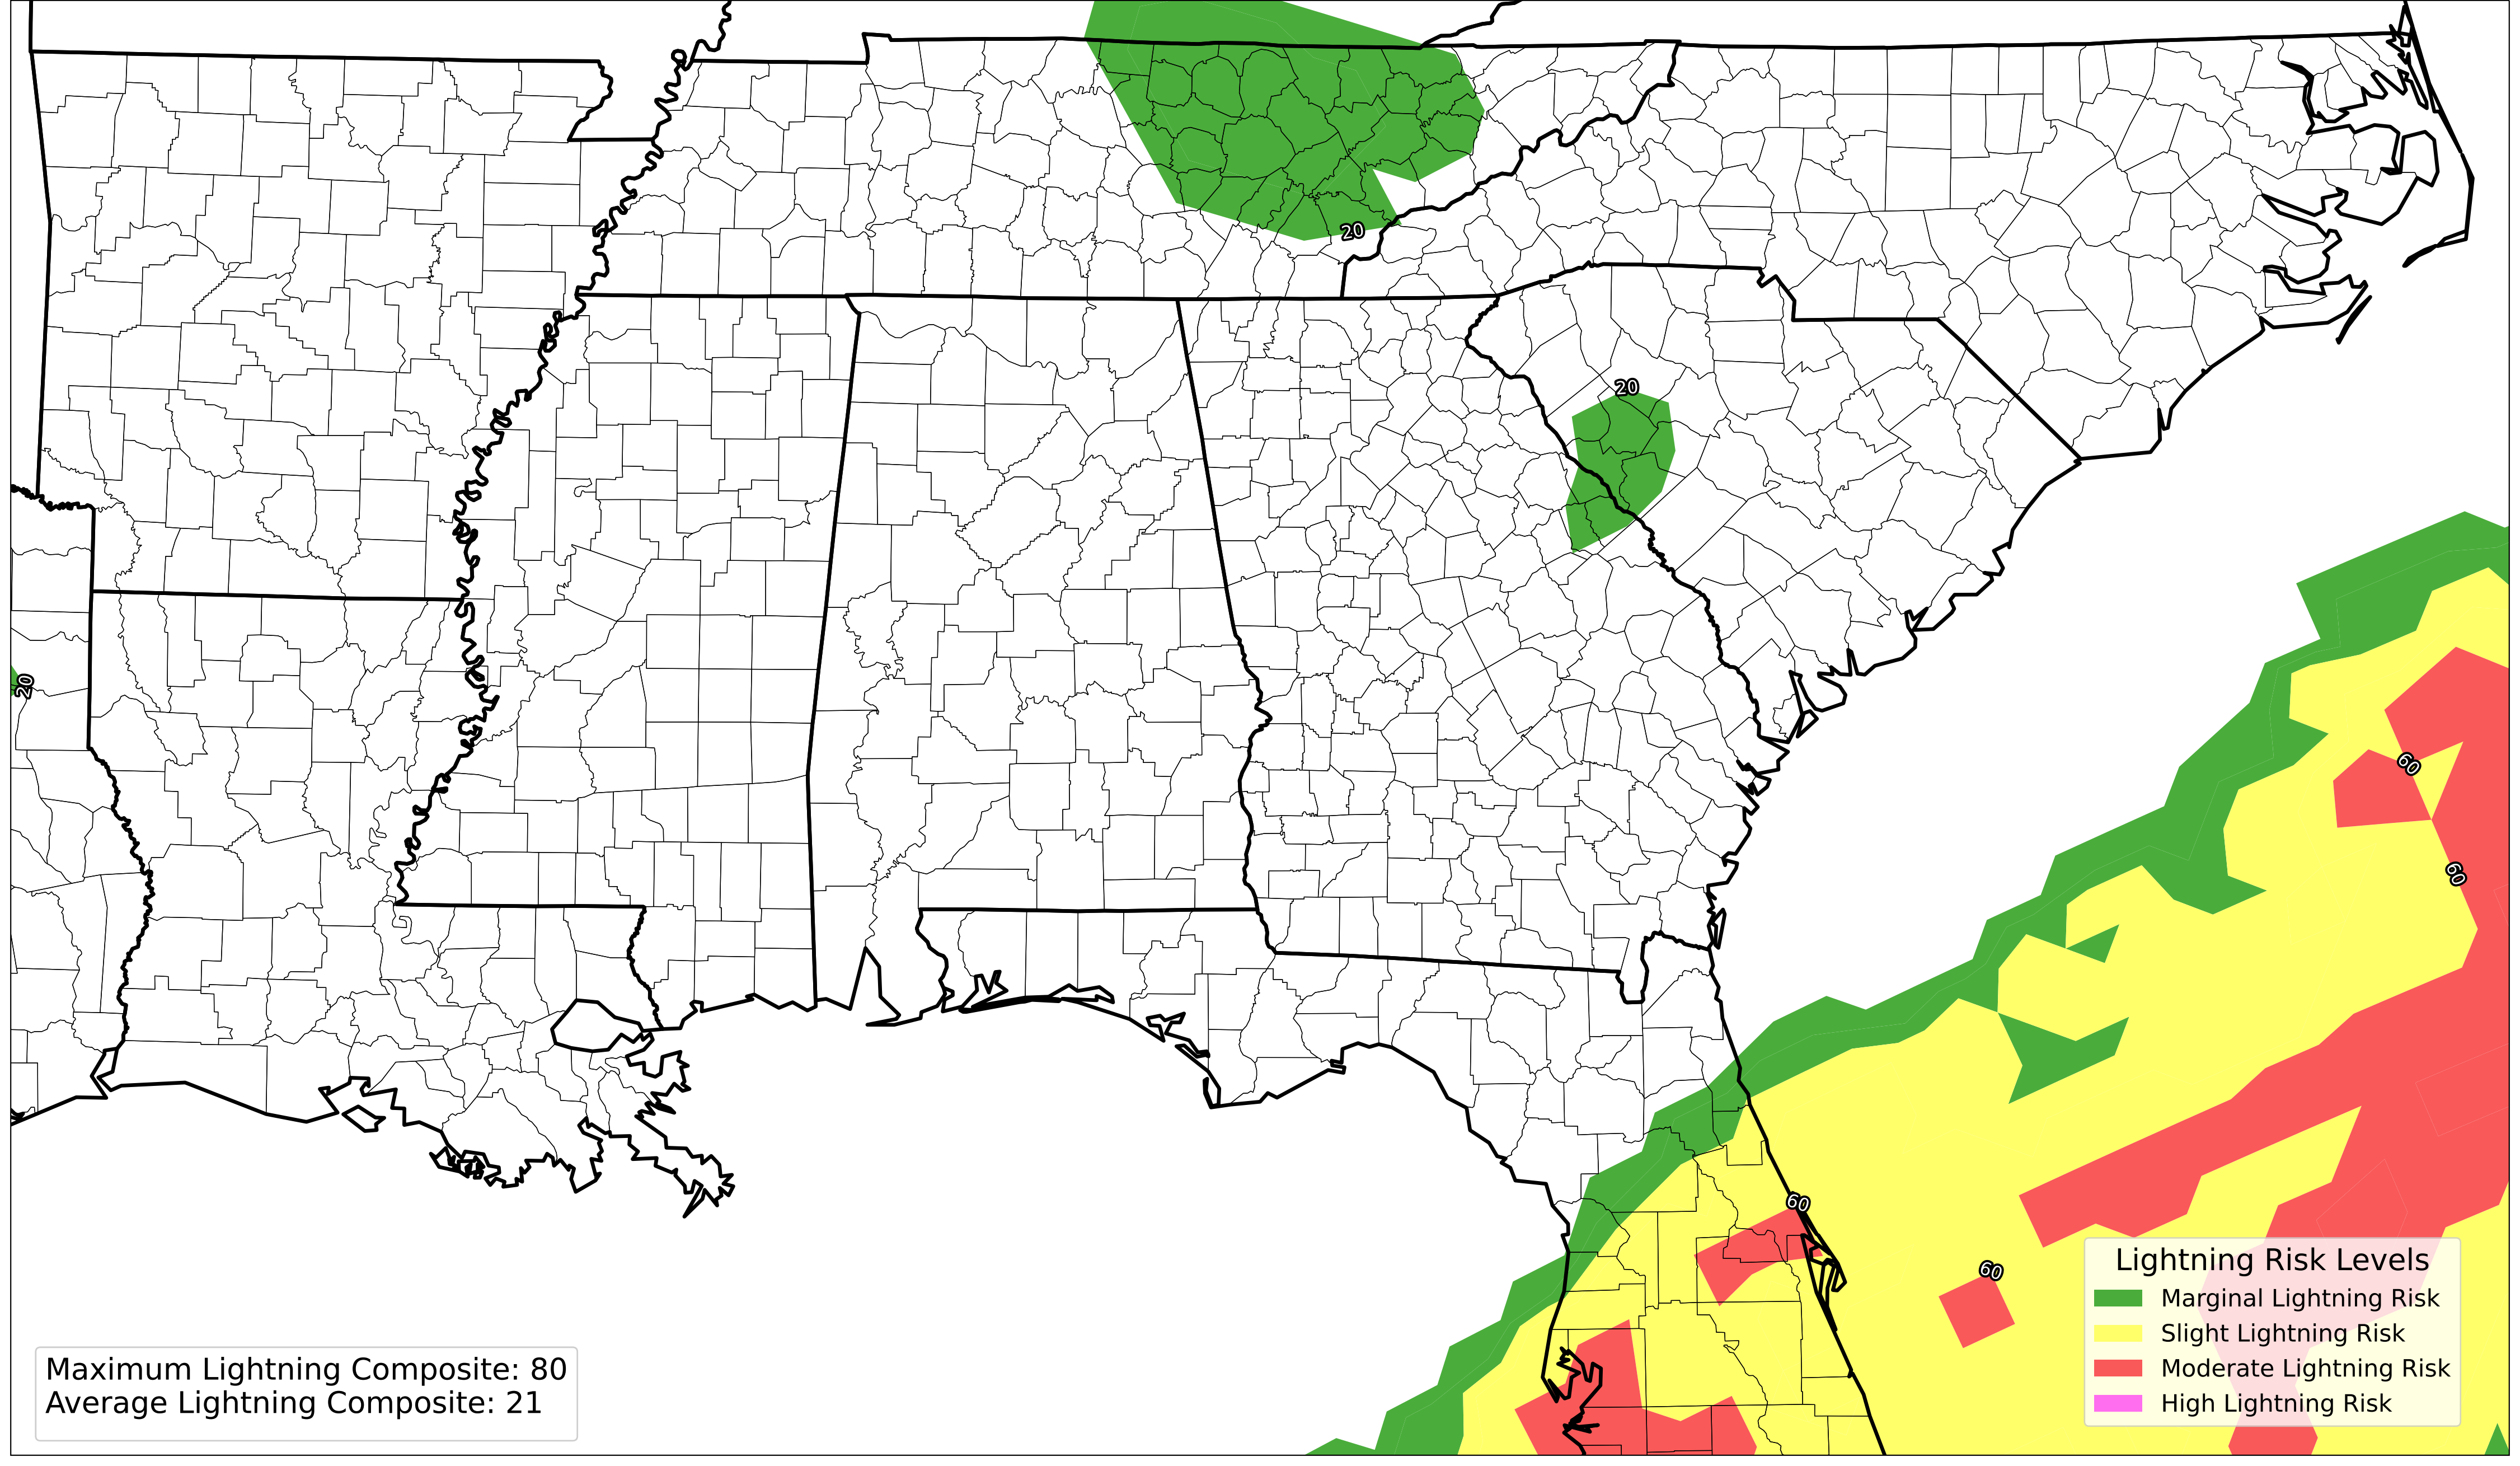 20
20
20
60
60
60
60
Lightning Risk Levels
Marginal Lightning Risk
Slight Lightning Risk
Moderate Lightning Risk
High Lightning Risk
Maximum Lightning Composite: 80
Average Lightning Composite: 21